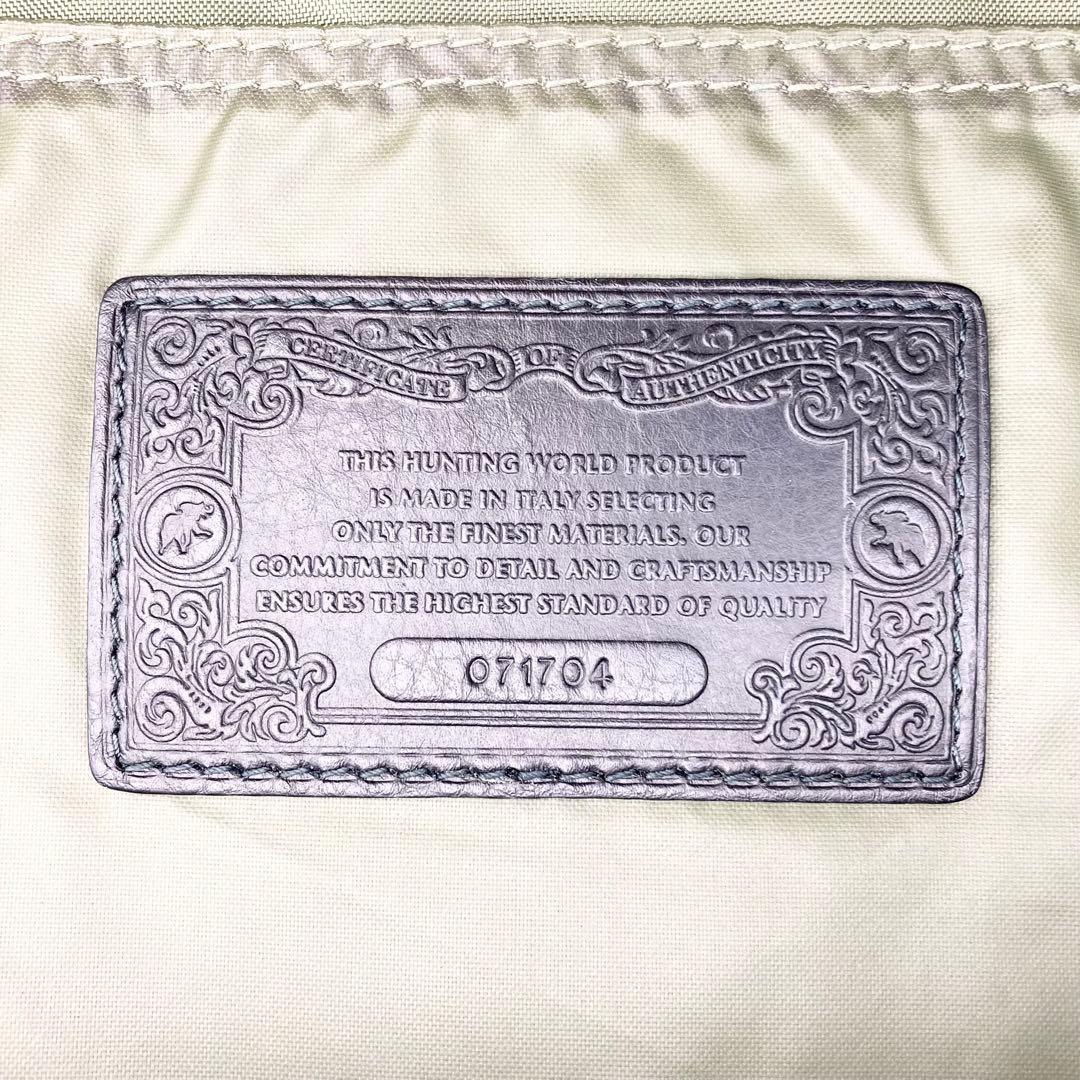 CERTIFICATE OF AUTHENTICITY
THIS HUNTING WORLD PRODUCT
IS MADE IN ITALY SELECTING
ONLY THE FINEST MATERIALS. OUR
COMMITMENT TO DETAIL AND CRAFTSMANSHIP
ENSURES THE HIGHEST STANDARD OF QUALITY
071704